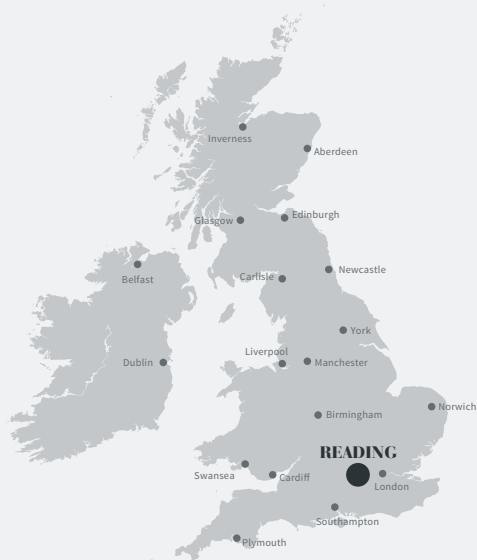 Inverness
Aberdeen
Glasgow
Edinburgh
Carlisle
Newcastle
Belfast
York
Liverpool
Dublin
Manchester
Norwich
Birmingham
READING
Swansea
Cardiff
London
Southampton
Plymouth